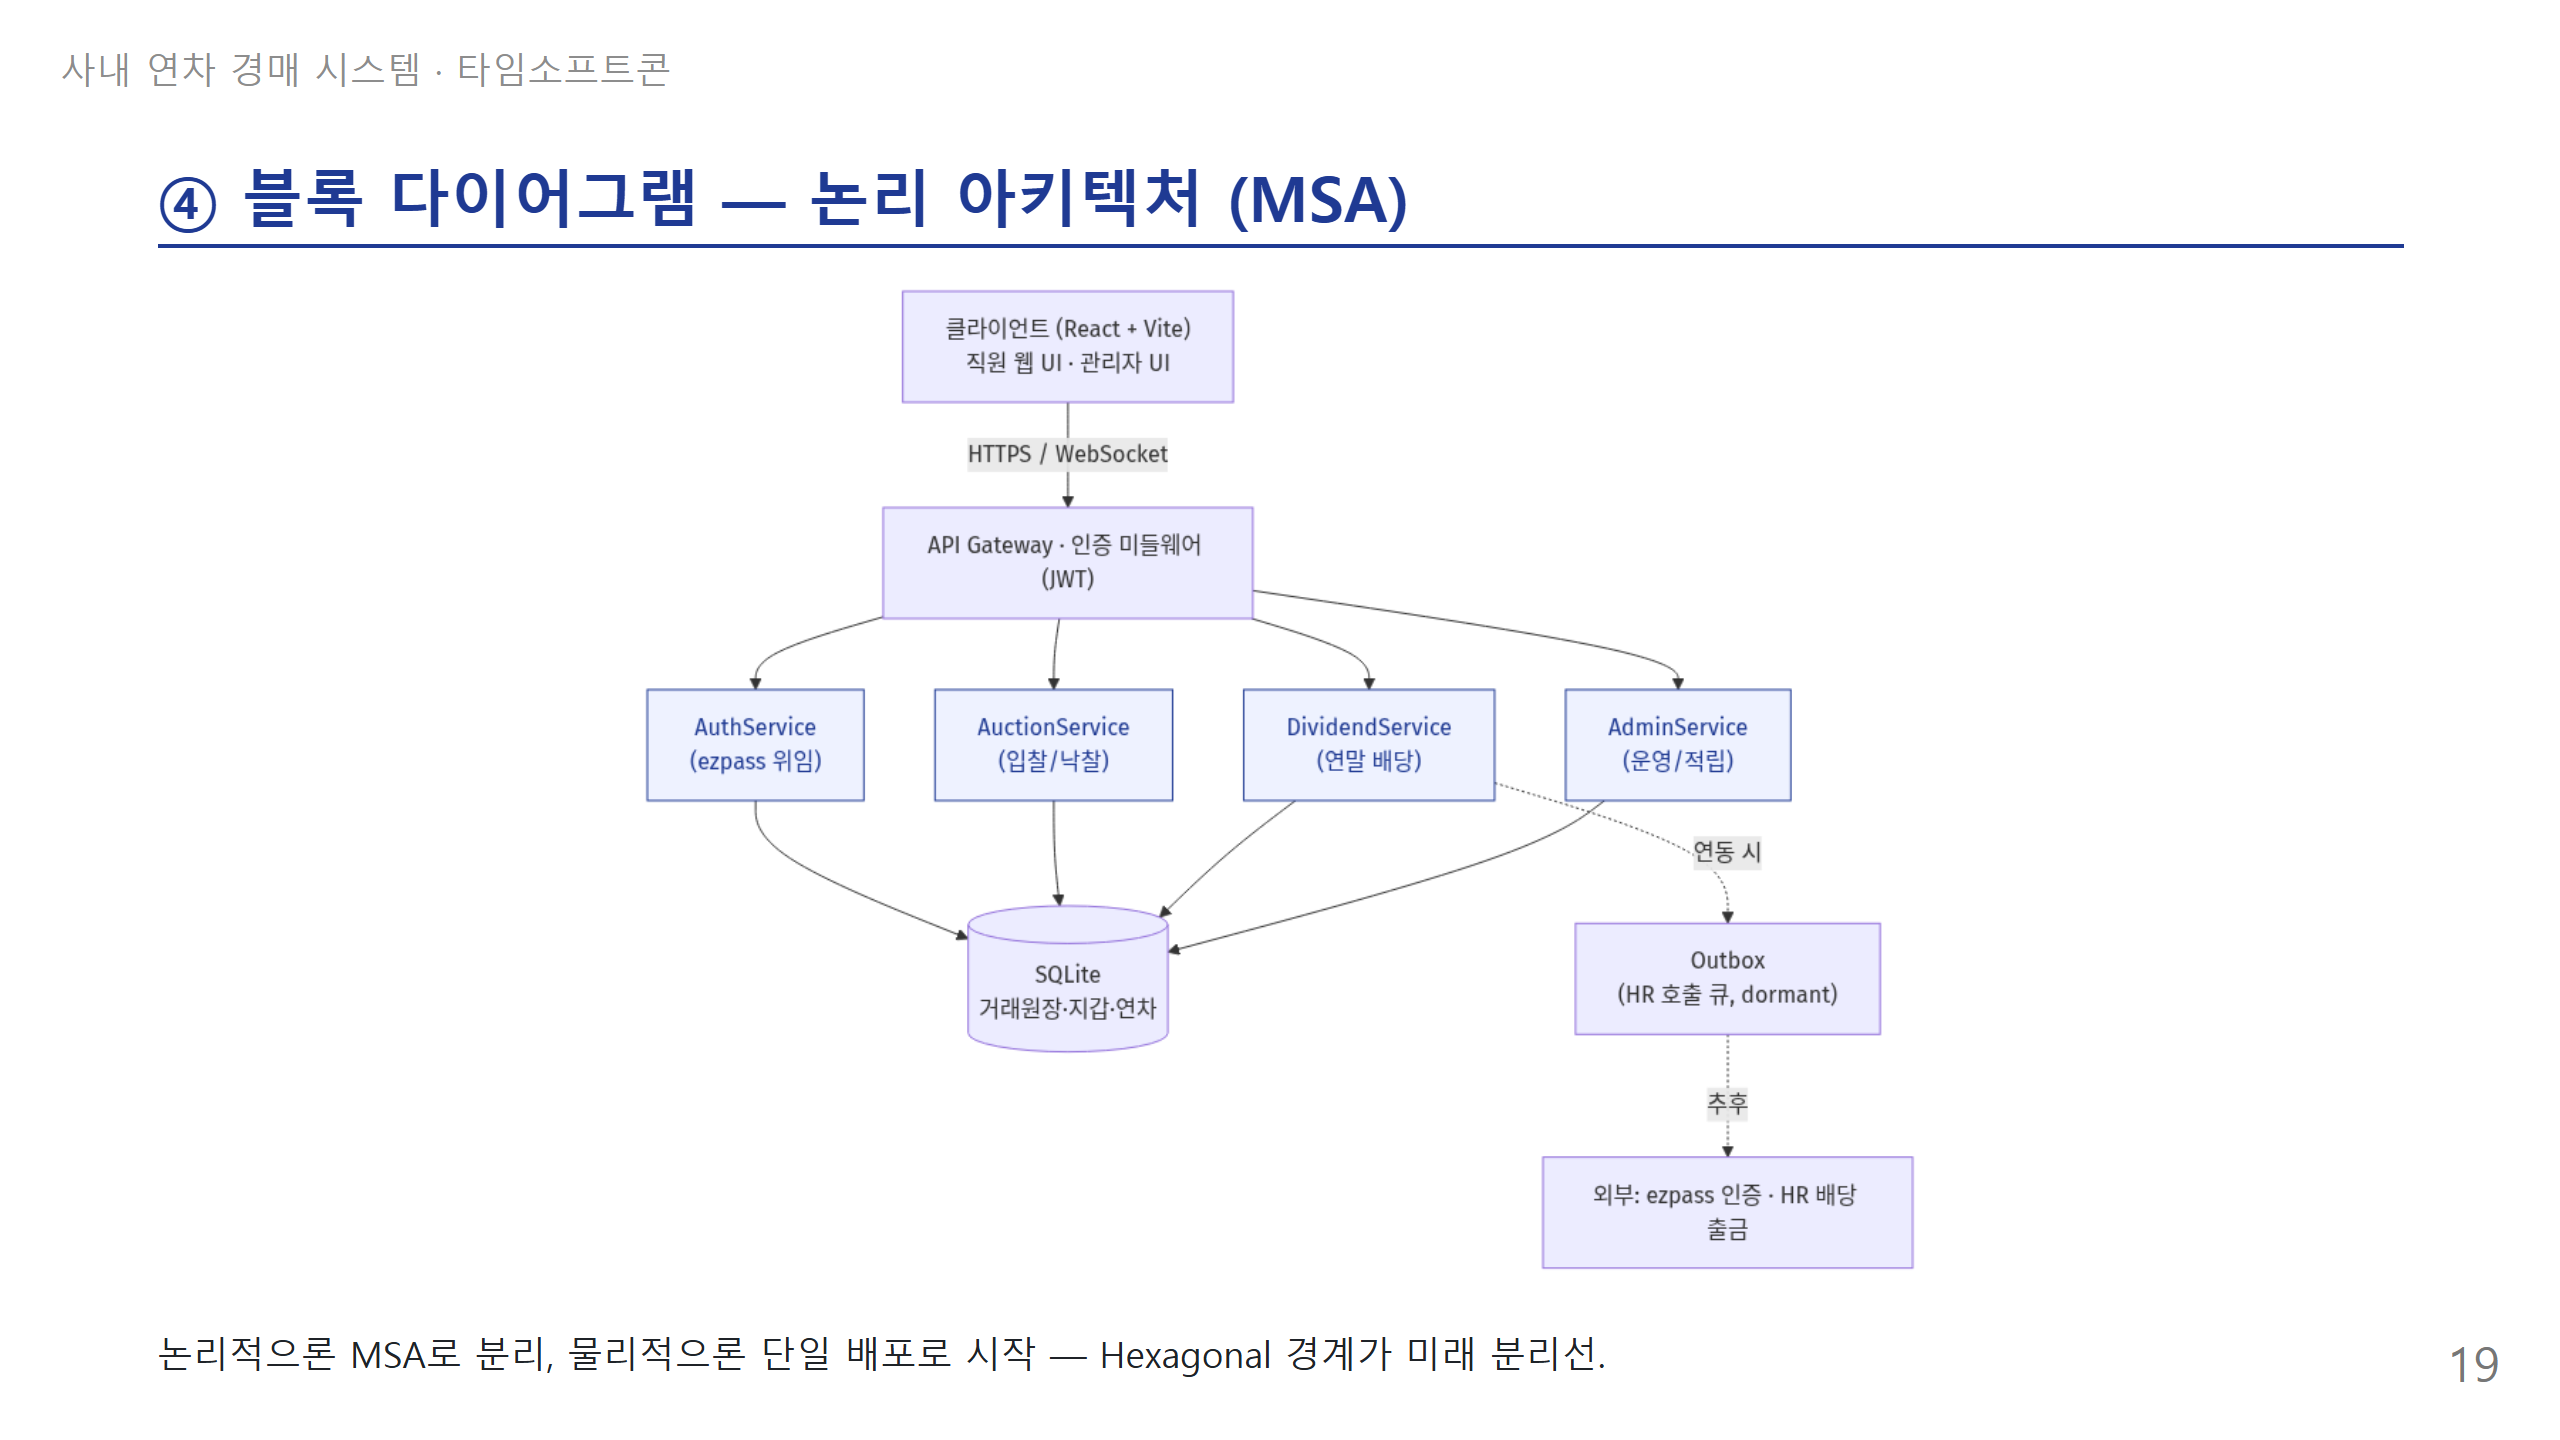 사내 연차 경매 시스템 · 타임소프트콘
④ 블록 다이어그램 — 논리 아키텍처 (MSA)
클라이언트 (React + Vite)
직원 웹 UI · 관리자 UI
HTTPS / WebSocket
API Gateway · 인증 미들웨어
(JWT)
AuthService
(ezpass 위임)
AuctionService
(입찰/낙찰)
DividendService
(연말 배당)
AdminService
(운영/적립)
연동 시
SQLite
거래원장·지갑·연차
Outbox
(HR 호출 큐, dormant)
추후
외부: ezpass 인증 · HR 배당
출금
논리적으론 MSA로 분리, 물리적으론 단일 배포로 시작 — Hexagonal 경계가 미래 분리선.
19